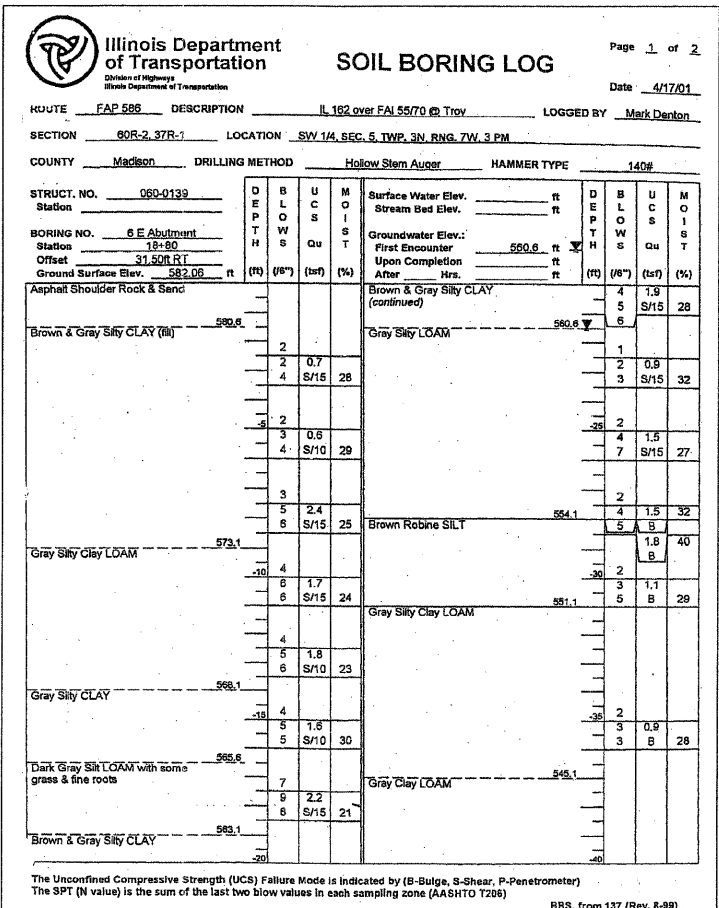 Illinois Department
of Transportation
Division of Highways
Illinois Department of Transportation
SOIL BORING LOG
Page 1 of 2
Date 4/17/01
ROUTE FAP 586 DESCRIPTION IL 162 over FAI 55/70 @ Troy LOGGED BY Mark Denton
SECTION 60R-2, 37R-1 LOCATION SW 1/4, SEC. 5, TWP. 3N, RNG. 7W, 3 PM
COUNTY Madison DRILLING METHOD Hollow Stem Auger HAMMER TYPE 140#
STRUCT. NO. 060-0139
Station
BORING NO. 6 E Abutment
Station 18+80
Offset 31.50ft RT
Ground Surface Elev. 582.06 ft
DEPTH (ft) BLOWS (/6") UCS Qu (tsf) MOIST (%)
Asphalt Shoulder Rock & Sand
580.6
Brown & Gray Silty CLAY (fill)
2
2 0.7
4 S/15 28
-5 2
3 0.6
4 S/10 29
3
5 2.4
6 S/15 25
573.1
Gray Silty Clay LOAM
-10 4
6 1.7
6 S/15 24
4
5 1.8
6 S/10 23
568.1
Gray Silty CLAY
-15 4
5 1.6
5 S/10 30
565.6
Dark Gray Silt LOAM with some
grass & fine roots
7
9 2.2
8 S/15 21
563.1
Brown & Gray Silty CLAY
-20
Surface Water Elev. ft
Stream Bed Elev. ft
Groundwater Elev.:
First Encounter 560.6 ft
Upon Completion ft
After Hrs. ft
DEPTH (ft) BLOWS (/6") UCS Qu (tsf) MOIST (%)
Brown & Gray Silty CLAY
(continued)
4 1.9
5 S/15 28
560.6 6
Gray Silty LOAM
1
2 0.9
3 S/15 32
-25 2
4 1.5
7 S/15 27
2
554.1 4 1.5 32
Brown Robine SILT
5 B
1.8 40
B
-30 2
3 1.1
551.1 5 B 29
Gray Silty Clay LOAM
-35 2
3 0.9
3 B 28
545.1
Gray Clay LOAM
-40
The Unconfined Compressive Strength (UCS) Failure Mode is indicated by (B-Bulge, S-Shear, P-Penetrometer)
The SPT (N value) is the sum of the last two blow values in each sampling zone (AASHTO T206)
BBS, from 137 (Rev. 8-99)